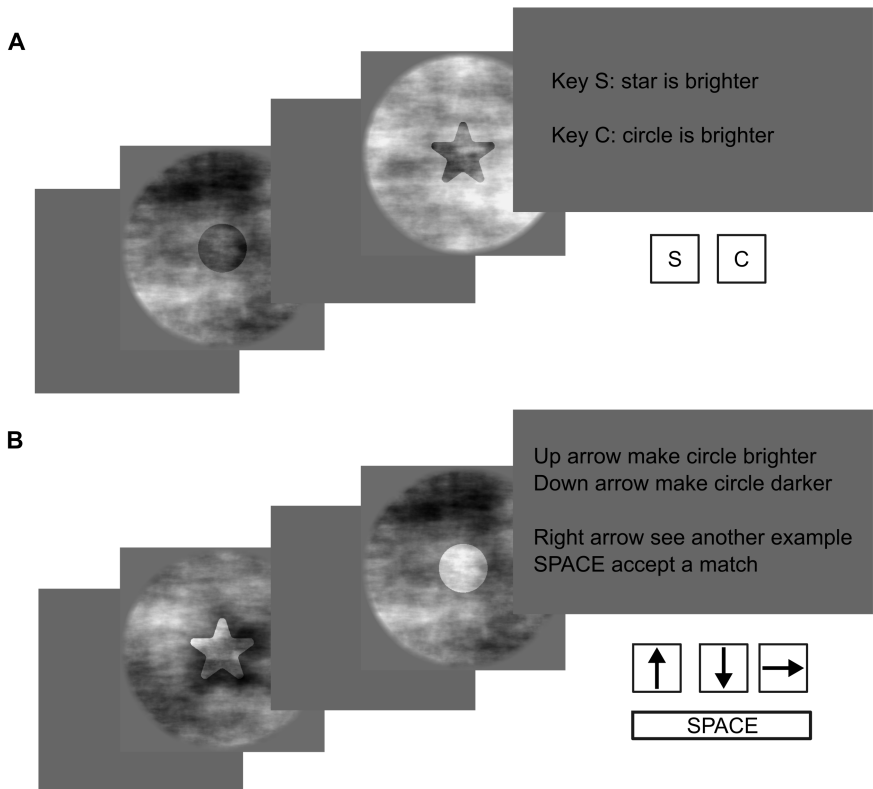 A
Key S: star is brighter
Key C: circle is brighter
S C
B
Up arrow make circle brighter
Down arrow make circle darker
Right arrow see another example
SPACE accept a match
SPACE